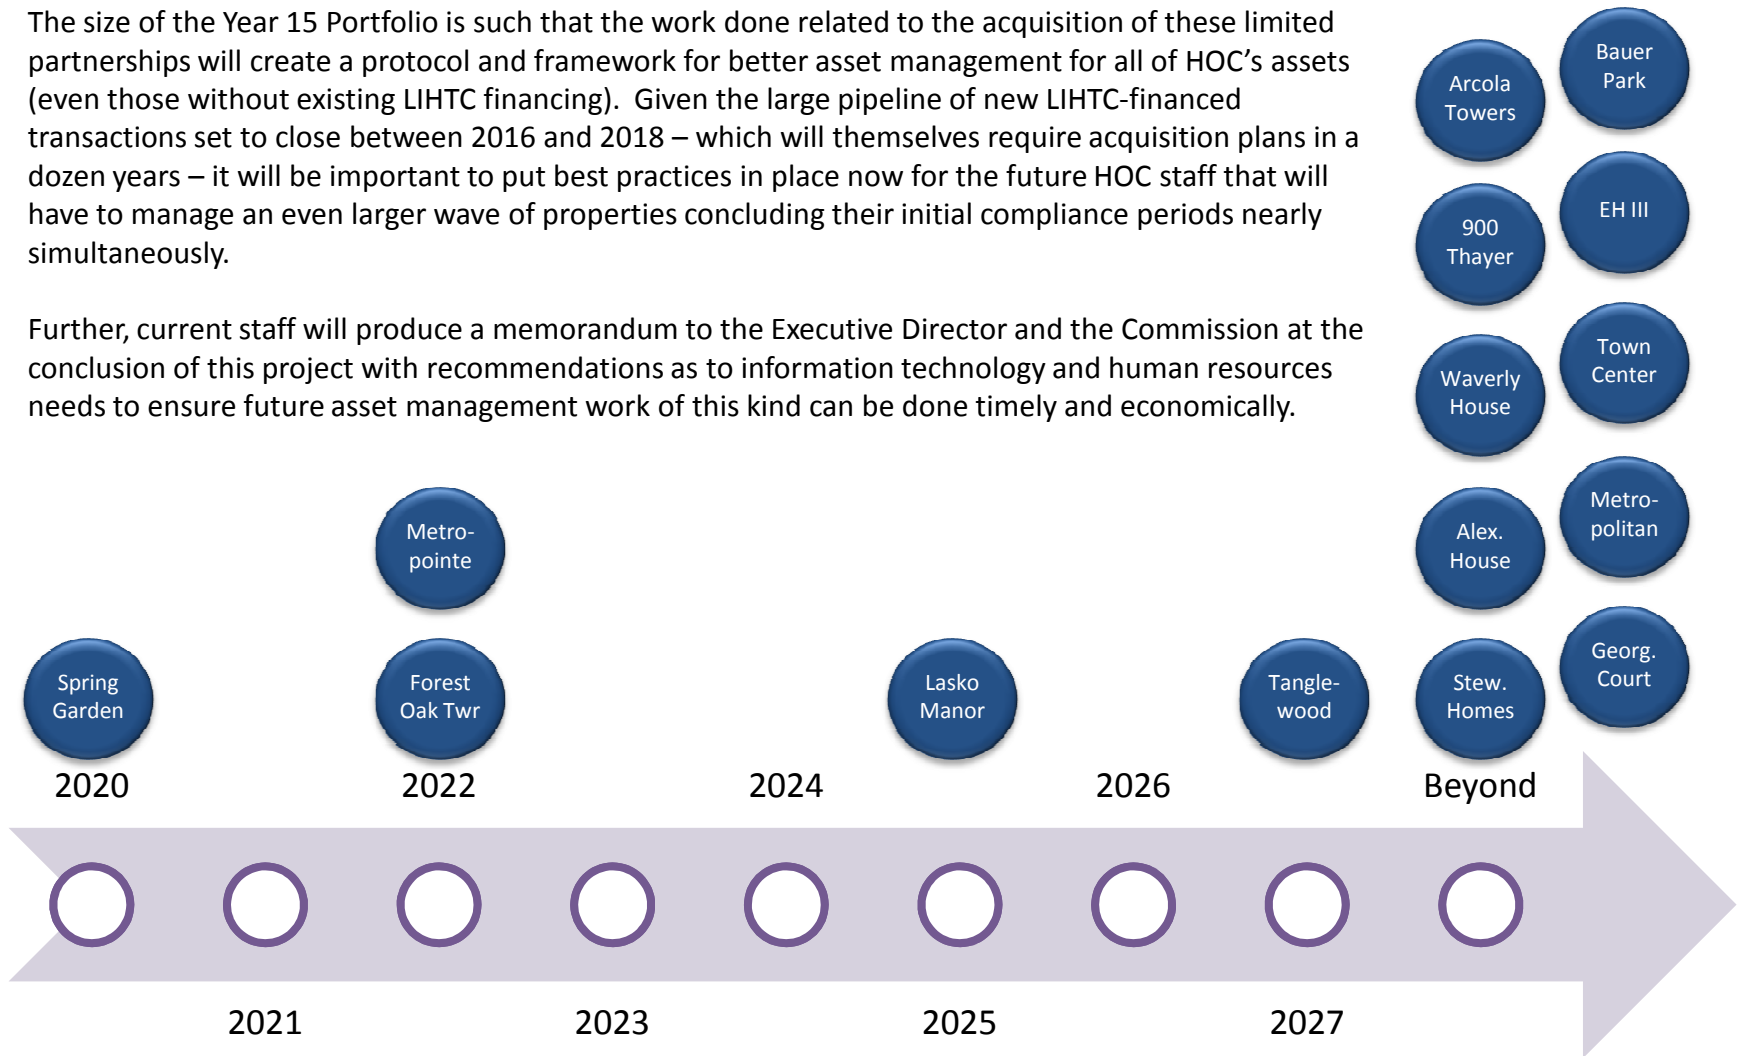 The size of the Year 15 Portfolio is such that the work done related to the acquisition of these limited
partnerships will create a protocol and framework for better asset management for all of HOC’s assets
(even those without existing LIHTC financing).  Given the large pipeline of new LIHTC-financed
transactions set to close between 2016 and 2018 – which will themselves require acquisition plans in a
dozen years – it will be important to put best practices in place now for the future HOC staff that will
have to manage an even larger wave of properties concluding their initial compliance periods nearly
simultaneously.
Further, current staff will produce a memorandum to the Executive Director and the Commission at the
conclusion of this project with recommendations as to information technology and human resources
needs to ensure future asset management work of this kind can be done timely and economically.
Arcola
Towers
Bauer
Park
900
Thayer
EH III
Waverly
House
Town
Center
Alex.
House
Metro-
politan
Stew.
Homes
Georg.
Court
Metro-
pointe
Spring
Garden
Forest
Oak Twr
Lasko
Manor
Tangle-
wood
2020
2022
2024
2026
Beyond
2021
2023
2025
2027